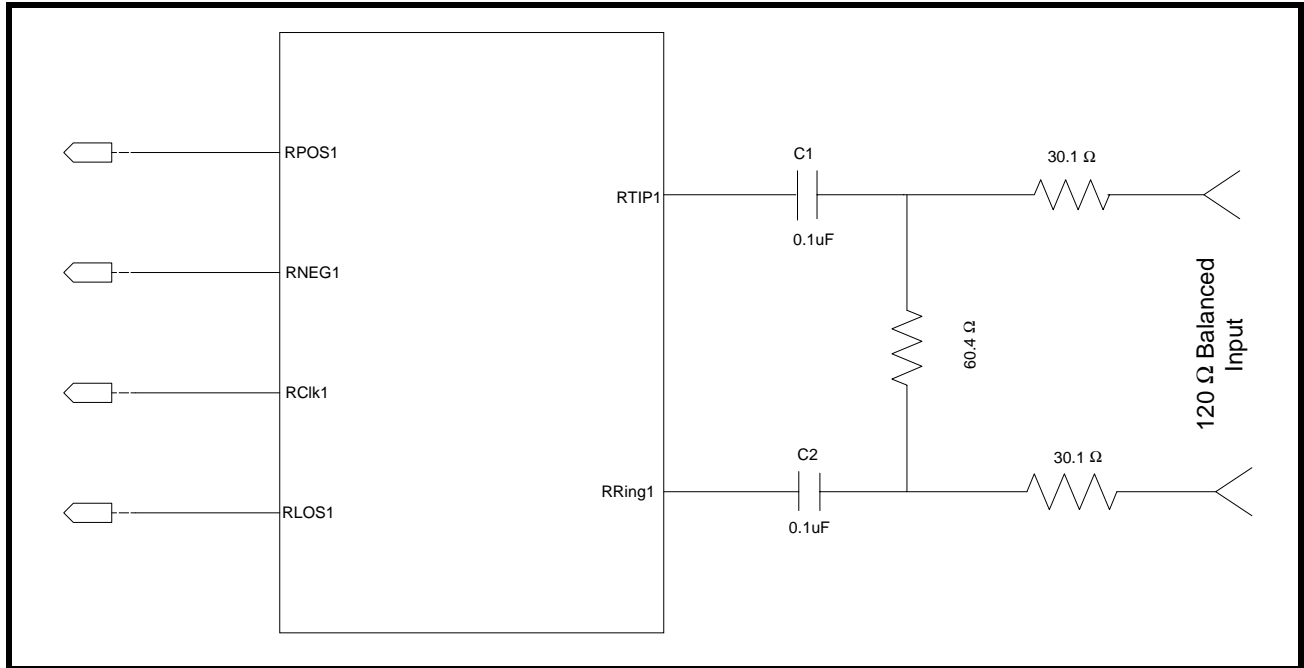 RPOS1
RNEG1
RClk1
RLOS1
RTIP1
RRing1
C1
0.1uF
30.1 Ω
60.4 Ω
C2
0.1uF
30.1 Ω
120 Ω Balanced
Input